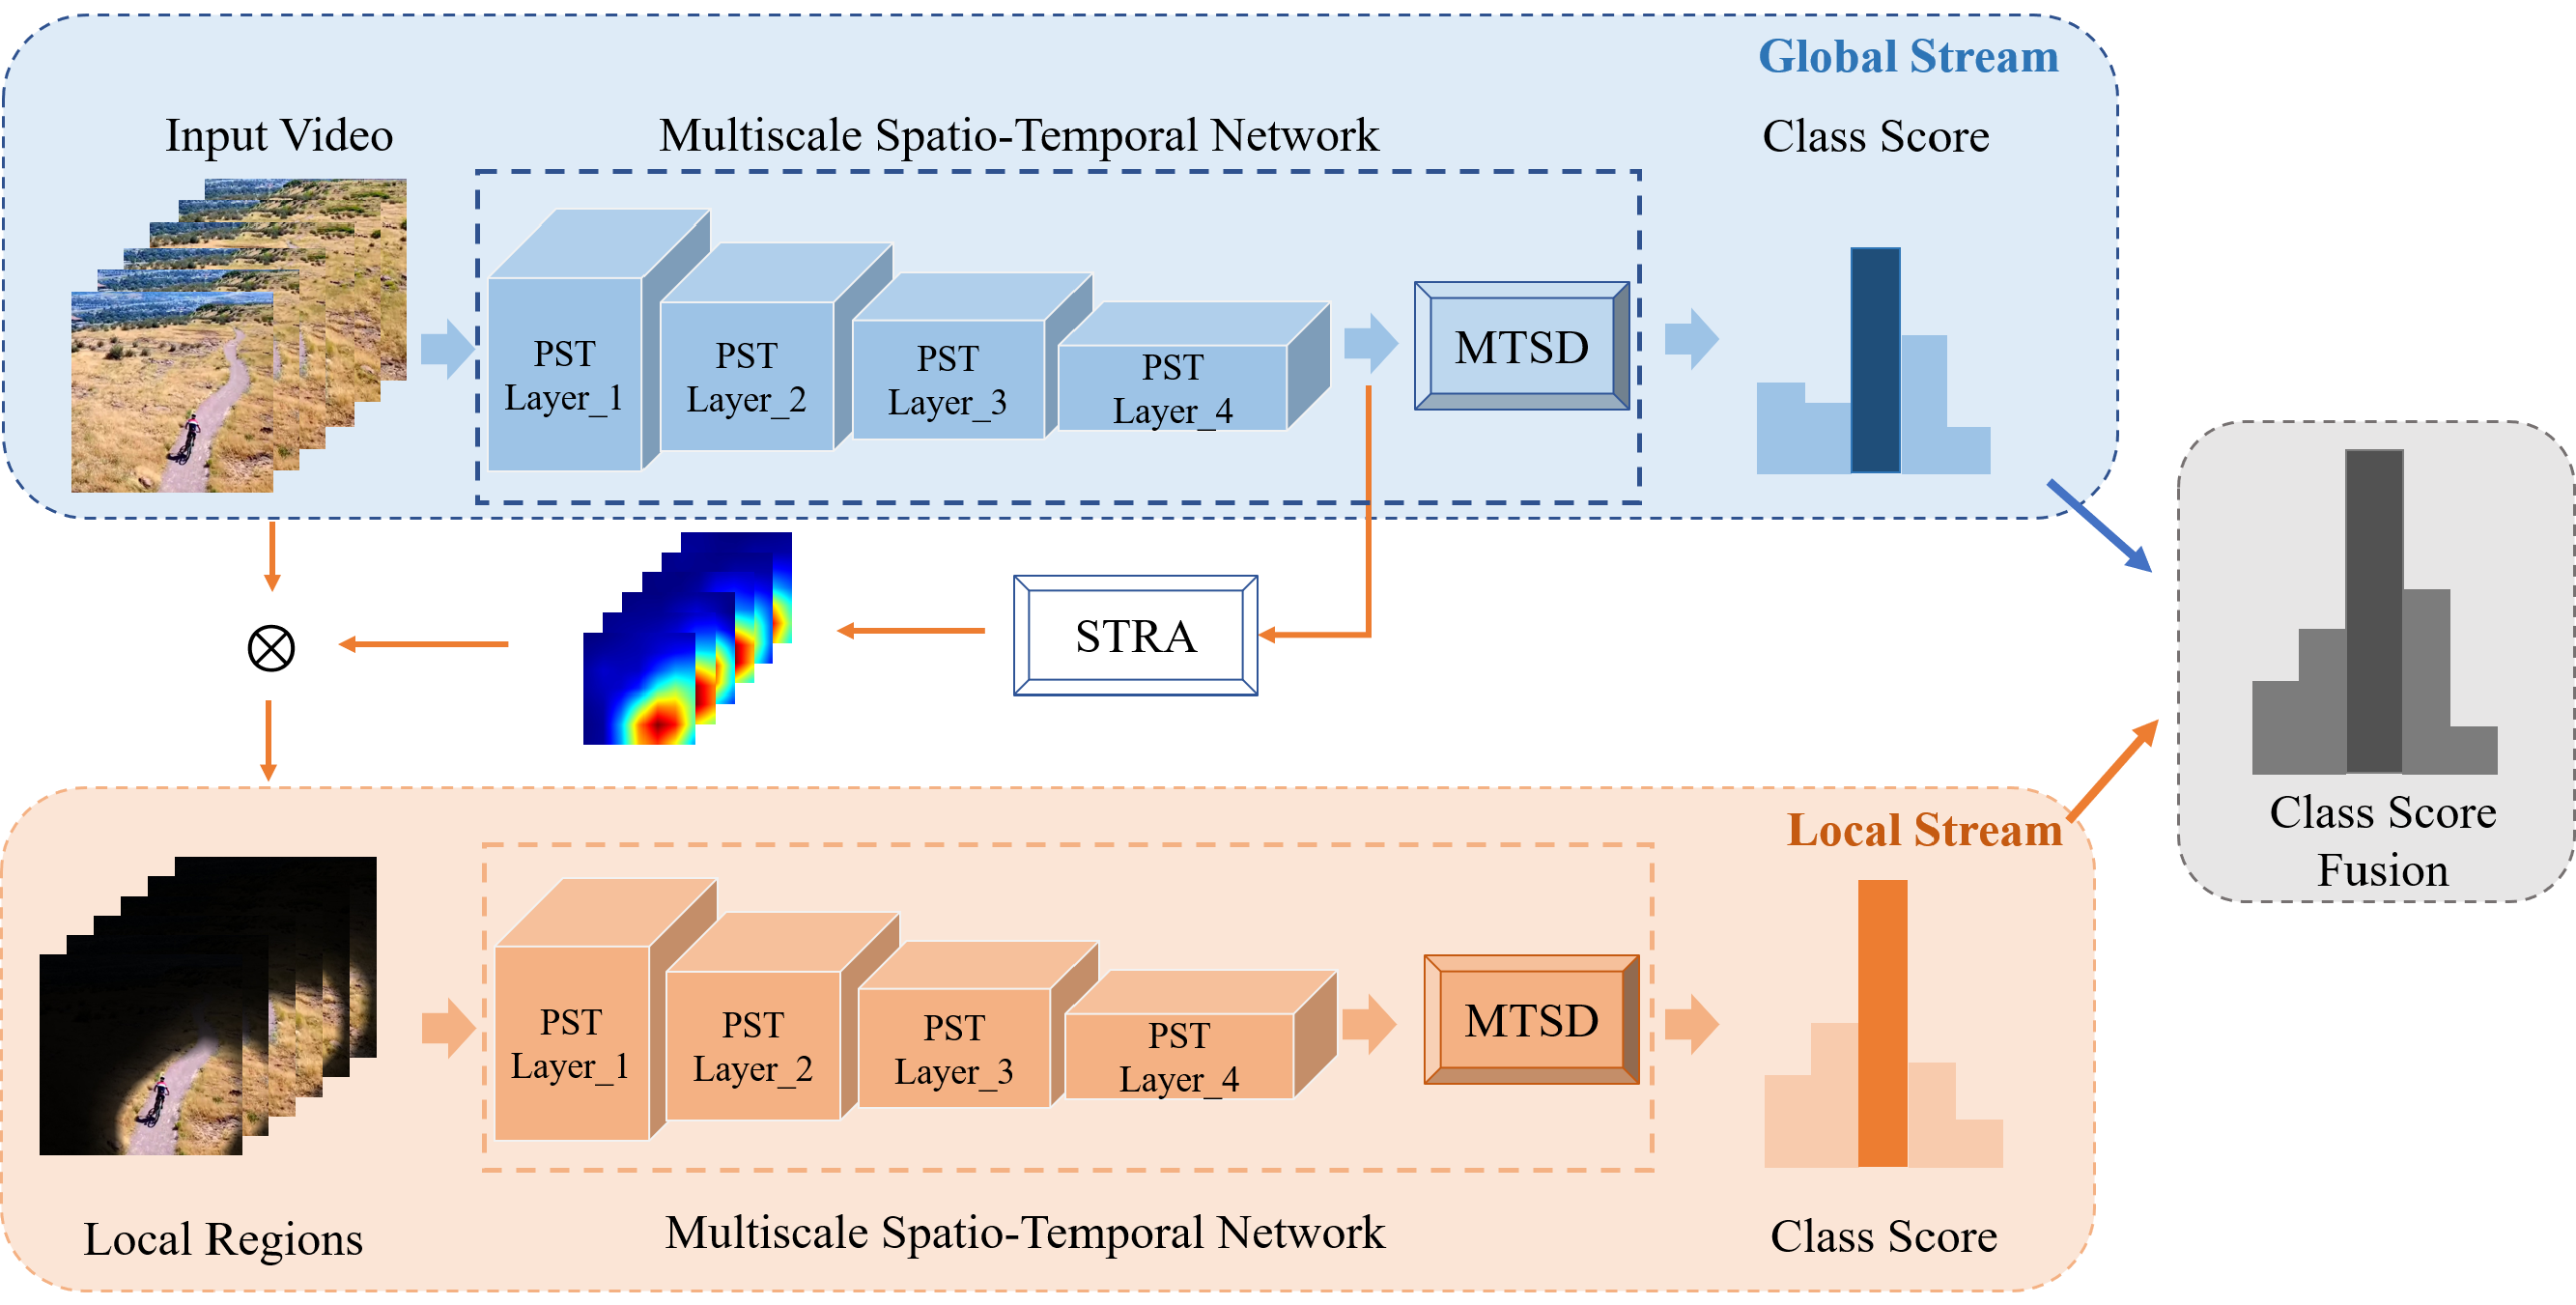 Global Stream
Input Video
Multiscale Spatio-Temporal Network
Class Score
PST
Layer_1
PST
Layer_2
PST
Layer_3
PST
Layer_4
MTSD
STRA
Local Stream
PST
Layer_1
PST
Layer_2
PST
Layer_3
PST
Layer_4
MTSD
Local Regions
Multiscale Spatio-Temporal Network
Class Score
Class Score
Fusion